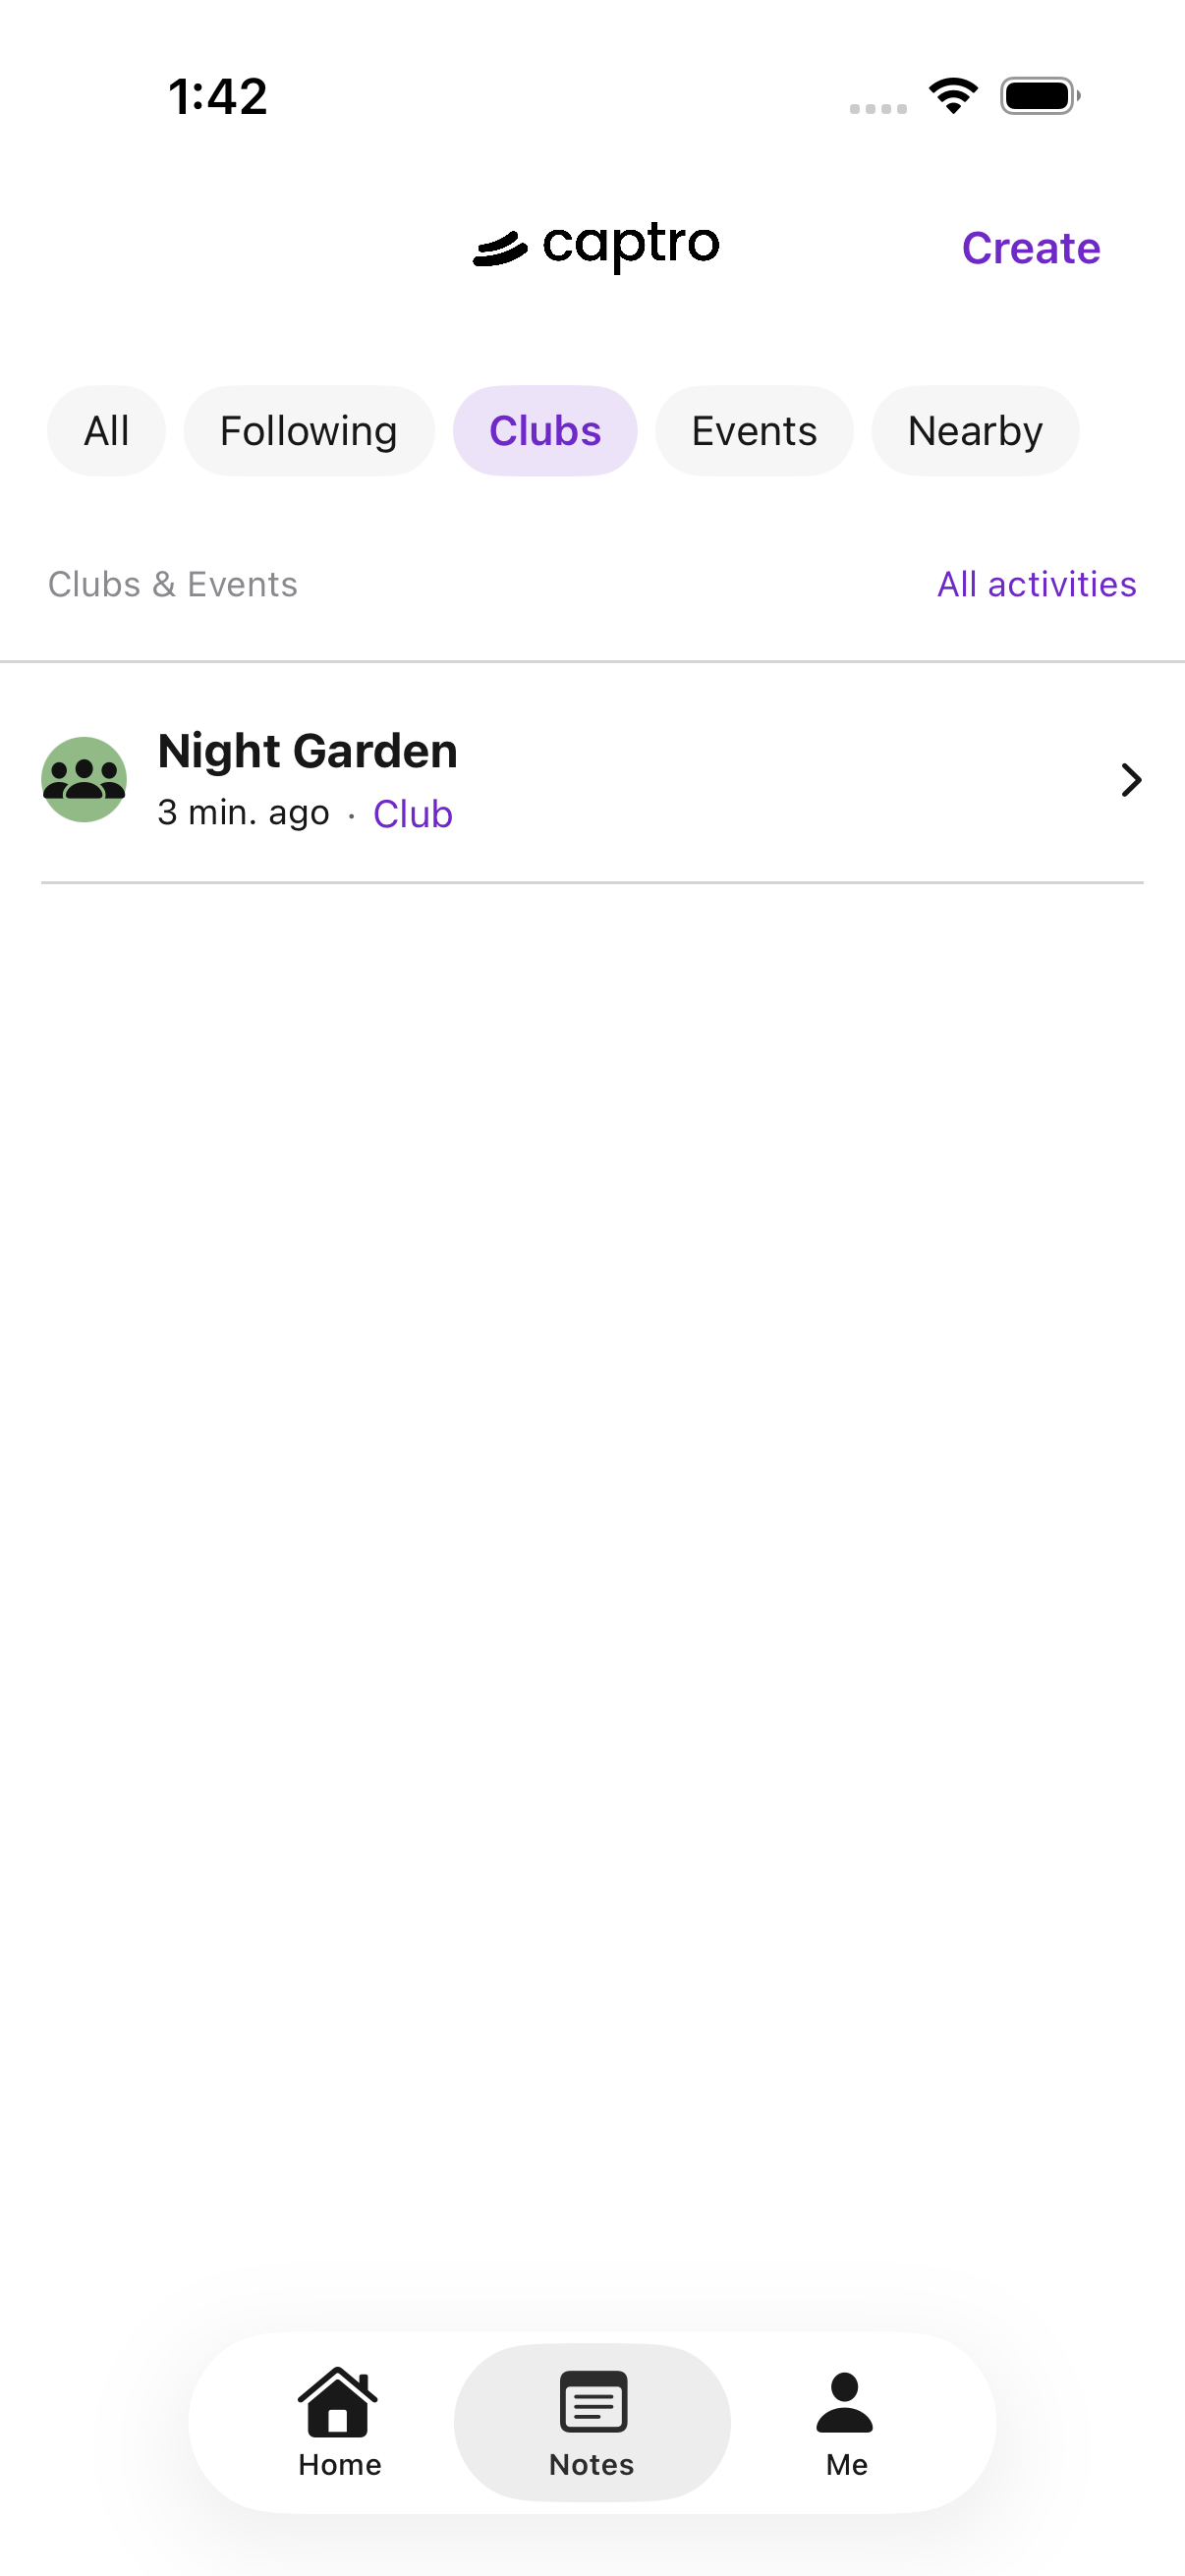 1:42
captro
Create
All
Following
Clubs
Events
Nearby
Clubs & Events
All activities
Night Garden
3 min. ago · Club
Home
Notes
Me